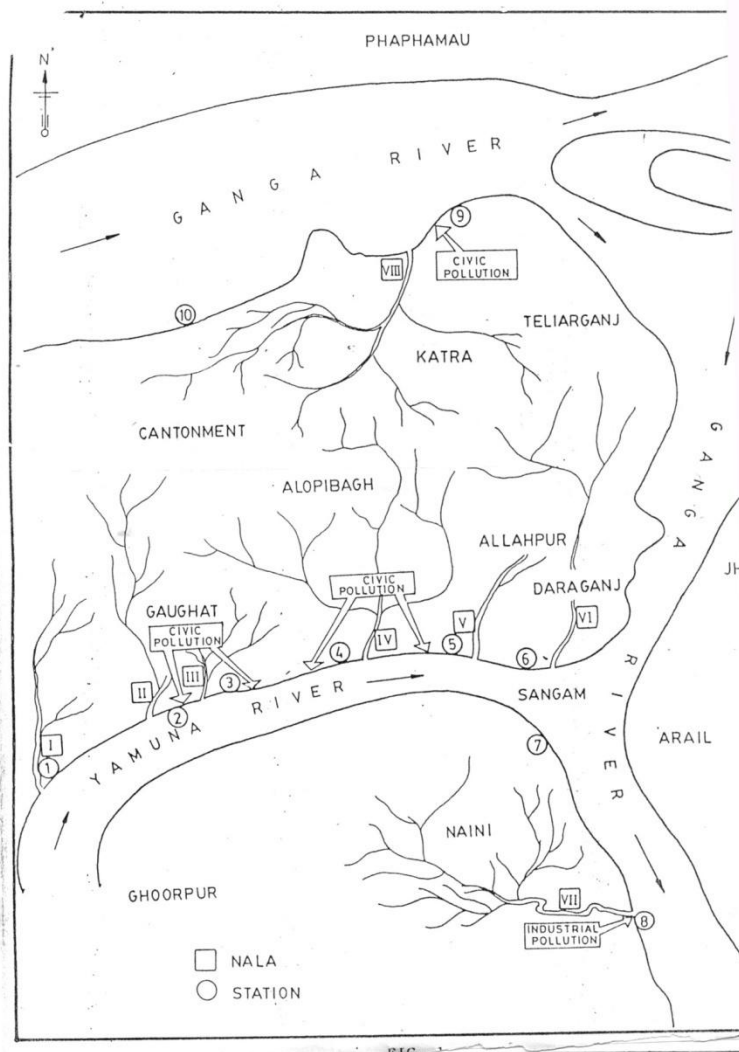 PHAPHAMAU
N
GANGA RIVER
9
CIVIC
POLLUTION
VIII
10
TELIARGANJ
KATRA
CANTONMENT
GANGA RIVER
ALOPIBAGH
ALLAHPUR
JH
CIVIC
POLLUTION
DARAGANJ
GAUGHAT
CIVIC
POLLUTION
V
VI
IV
III
II
I
1
2
3
4
5
6
SANGAM
YAMUNA RIVER
7
ARAIL
NAINI
GHOORPUR
VII
INDUSTRIAL
POLLUTION
8
NALA
STATION